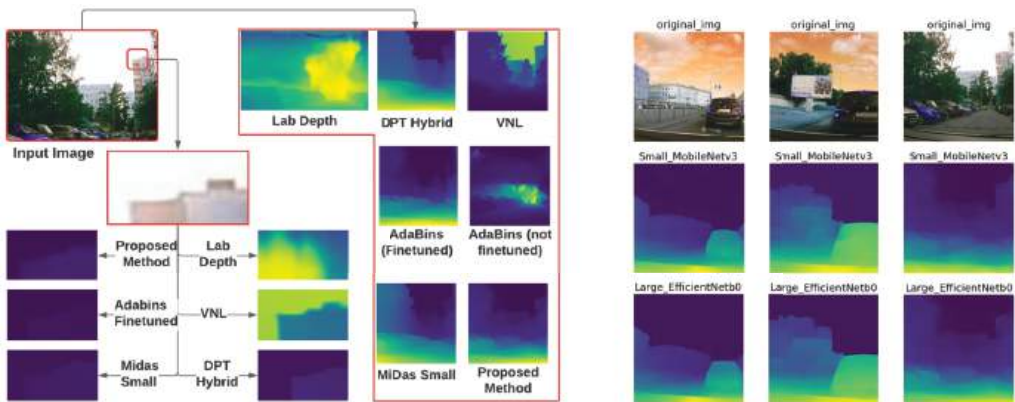 Input Image
Lab Depth
DPT Hybrid
VNL
AdaBins
(Finetuned)
AdaBins (not
finetuned)
MiDas Small
Proposed
Method
Proposed
Method
Lab
Depth
Adabins
Finetuned
VNL
Midas
Small
DPT
Hybrid
original_img
original_img
original_img
Small_MobileNetv3
Small_MobileNetv3
Small_MobileNetv3
Large_EfficientNetb0
Large_EfficientNetb0
Large_EfficientNetb0